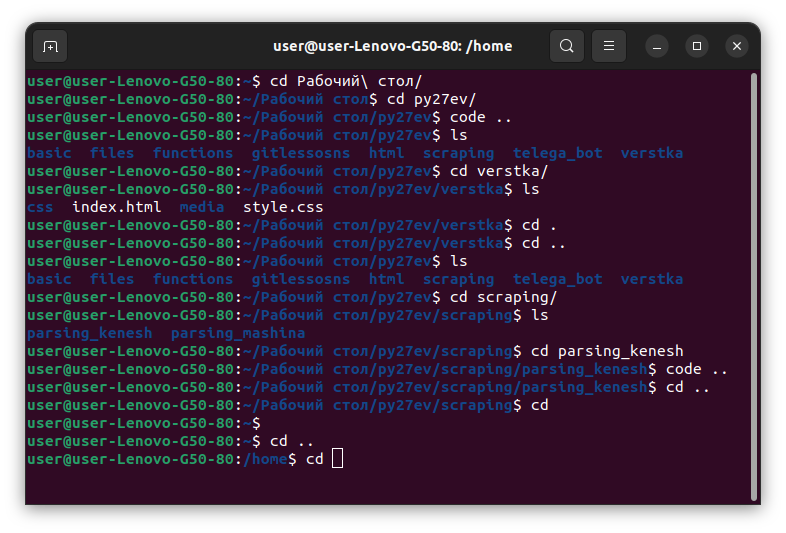 user@user-Lenovo-G50-80: /home
user@user-Lenovo-G50-80:~$ cd Рабочий\ стол/
user@user-Lenovo-G50-80:~/Рабочий стол$ cd py27ev/
user@user-Lenovo-G50-80:~/Рабочий стол/py27ev$ code ..
user@user-Lenovo-G50-80:~/Рабочий стол/py27ev$ ls
basic  files  functions  gitlessosns  html  scraping  telega_bot  verstka
user@user-Lenovo-G50-80:~/Рабочий стол/py27ev$ cd verstka/
user@user-Lenovo-G50-80:~/Рабочий стол/py27ev/verstka$ ls
css  index.html  media  style.css
user@user-Lenovo-G50-80:~/Рабочий стол/py27ev/verstka$ cd .
user@user-Lenovo-G50-80:~/Рабочий стол/py27ev/verstka$ cd ..
user@user-Lenovo-G50-80:~/Рабочий стол/py27ev$ ls
basic  files  functions  gitlessosns  html  scraping  telega_bot  verstka
user@user-Lenovo-G50-80:~/Рабочий стол/py27ev$ cd scraping/
user@user-Lenovo-G50-80:~/Рабочий стол/py27ev/scraping$ ls
parsing_kenesh  parsing_mashina
user@user-Lenovo-G50-80:~/Рабочий стол/py27ev/scraping$ cd parsing_kenesh
user@user-Lenovo-G50-80:~/Рабочий стол/py27ev/scraping/parsing_kenesh$ code ..
user@user-Lenovo-G50-80:~/Рабочий стол/py27ev/scraping/parsing_kenesh$ cd ..
user@user-Lenovo-G50-80:~/Рабочий стол/py27ev/scraping$ cd
user@user-Lenovo-G50-80:~$
user@user-Lenovo-G50-80:~$ cd ..
user@user-Lenovo-G50-80:/home$ cd